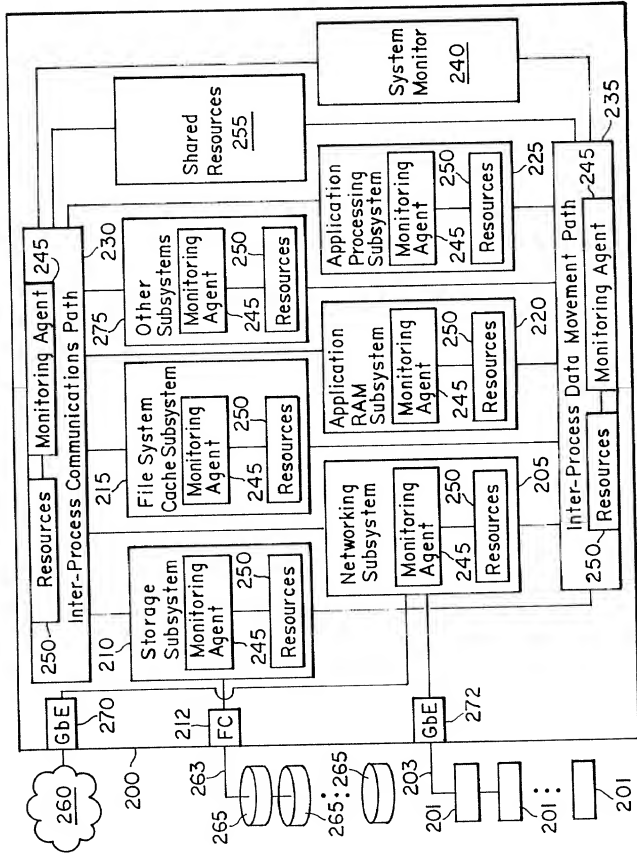 245
Resources
Monitoring Agent
250
Inter-Process Communications Path
230
Shared
Resources
255
System
Monitor
240
GbE
270
260
200
210
Storage
Subsystem
Monitoring
Agent
245
250
Resources
215
File System
Cache Subsystem
Monitoring
Agent
245
250
Resources
275
Other
Subsystems
Monitoring
Agent
245
250
Resources
212
FC
263
265
265
265
Networking
Subsystem
Monitoring
Agent
245
250
Resources
205
Application
RAM Subsystem
Monitoring
Agent
245
250
Resources
220
Application
Processing
Subsystem
Monitoring
Agent
245
250
Resources
225
GbE
272
203
201
201
201
Inter-Process Data Movement Path
235
245
250
Resources
Monitoring Agent